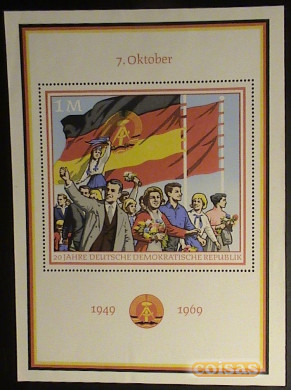 7. Oktober
1 M
20 JAHRE DEUTSCHE DEMOKRATISCHE REPUBLIK
1949 1969
coisas